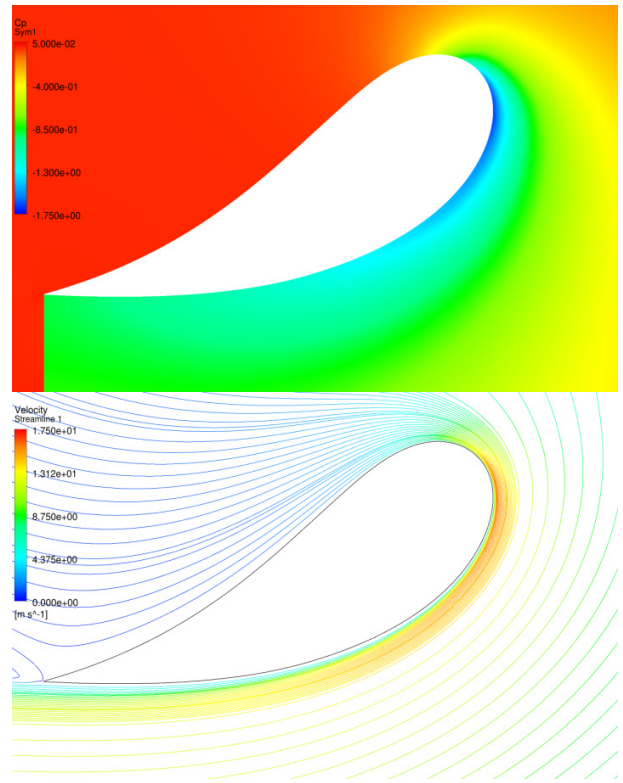 Cp
Sym1
5.000e-02
-4.000e-01
-8.500e-01
-1.300e+00
-1.750e+00
Velocity
Streamline 1
1.750e+01
1.312e+01
8.750e+00
4.375e+00
0.000e+00
[m s^-1]